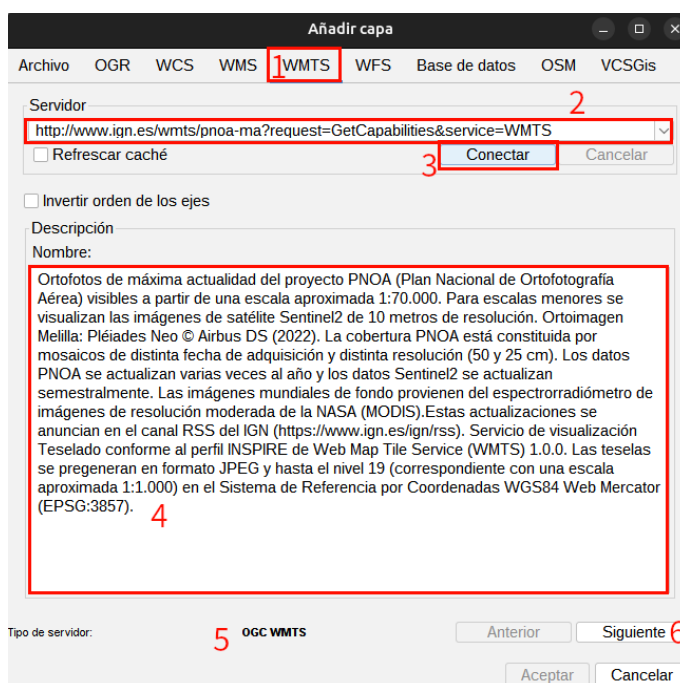 Añadir capa
Archivo OGR WCS WMS 1 WMTS WFS Base de datos OSM VCSGis
Servidor 2
http://www.ign.es/wmts/pnoa-ma?request=GetCapabilities&service=WMTS
Refrescar caché 3 Conectar Cancelar
Invertir orden de los ejes
Descripción
Nombre:
Ortofotos de máxima actualidad del proyecto PNOA (Plan Nacional de Ortofotografía
Aérea) visibles a partir de una escala aproximada 1:70.000. Para escalas menores se
visualizan las imágenes de satélite Sentinel2 de 10 metros de resolución. Ortoimagen
Melilla: Pléiades Neo © Airbus DS (2022). La cobertura PNOA está constituida por
mosaicos de distinta fecha de adquisición y distinta resolución (50 y 25 cm). Los datos
PNOA se actualizan varias veces al año y los datos Sentinel2 se actualizan
semestralmente. Las imágenes mundiales de fondo provienen del espectrorradiómetro de
imágenes de resolución moderada de la NASA (MODIS).Estas actualizaciones se
anuncian en el canal RSS del IGN (https://www.ign.es/ign/rss). Servicio de visualización
Teselado conforme al perfil INSPIRE de Web Map Tile Service (WMTS) 1.0.0. Las teselas
se pregeneran en formato JPEG y hasta el nivel 19 (correspondiente con una escala
aproximada 1:1.000) en el Sistema de Referencia por Coordenadas WGS84 Web Mercator
(EPSG:3857). 4
Tipo de servidor: 5 OGC WMTS Anterior Siguiente 6
Aceptar Cancelar